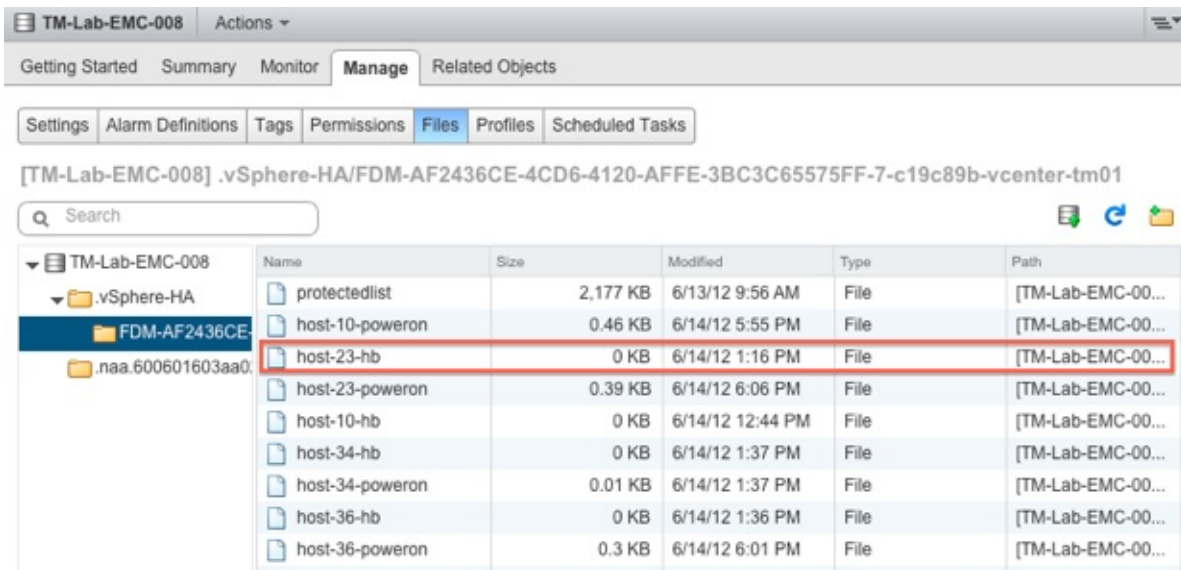 TM-Lab-EMC-008 Actions
Getting Started Summary Monitor Manage Related Objects
Settings Alarm Definitions Tags Permissions Files Profiles Scheduled Tasks
[TM-Lab-EMC-008] .vSphere-HA/FDM-AF2436CE-4CD6-4120-AFFE-3BC3C65575FF-7-c19c89b-vcenter-tm01
Search
TM-Lab-EMC-008
.vSphere-HA
FDM-AF2436CE-
.naa.600601603aa0
Name Size Modified Type Path
protectedlist 2,177 KB 6/13/12 9:56 AM File [TM-Lab-EMC-00...
host-10-poweron 0.46 KB 6/14/12 5:55 PM File [TM-Lab-EMC-00...
host-23-hb 0 KB 6/14/12 1:16 PM File [TM-Lab-EMC-00...
host-23-poweron 0.39 KB 6/14/12 6:06 PM File [TM-Lab-EMC-00...
host-10-hb 0 KB 6/14/12 12:44 PM File [TM-Lab-EMC-00...
host-34-hb 0 KB 6/14/12 1:37 PM File [TM-Lab-EMC-00...
host-34-poweron 0.01 KB 6/14/12 1:37 PM File [TM-Lab-EMC-00...
host-36-hb 0 KB 6/14/12 1:36 PM File [TM-Lab-EMC-00...
host-36-poweron 0.3 KB 6/14/12 6:01 PM File [TM-Lab-EMC-00...